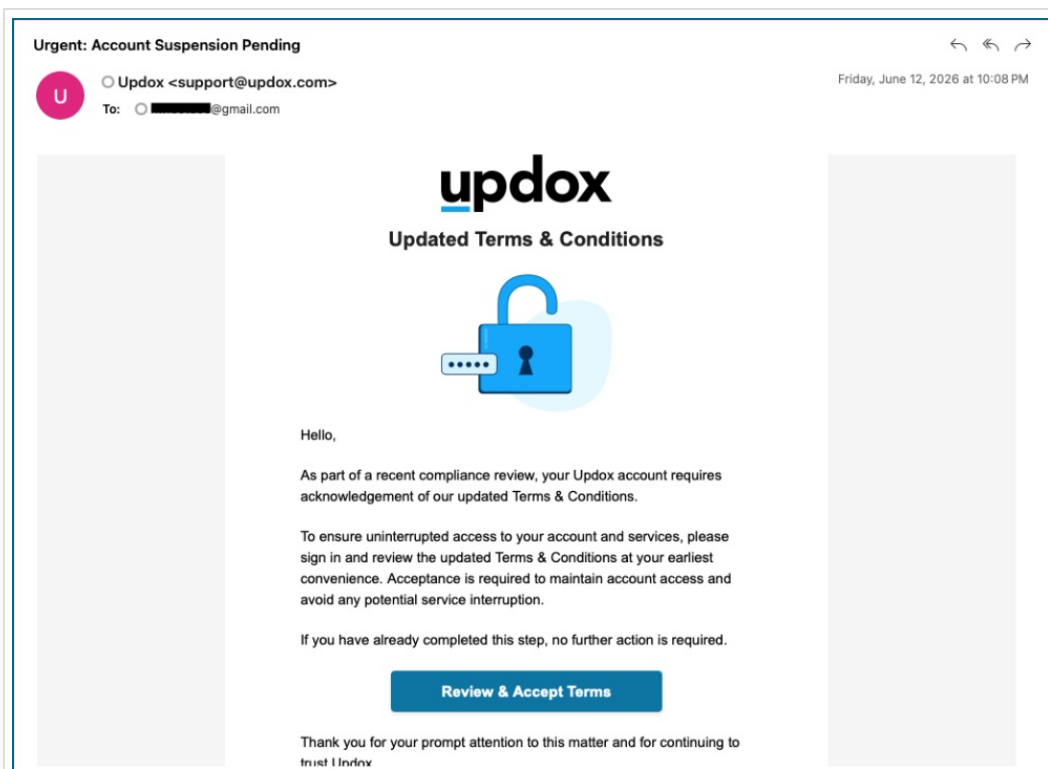 Urgent: Account Suspension Pending
U
Updox <support@updox.com>
Friday, June 12, 2026 at 10:08 PM
To: @gmail.com
updox
Updated Terms & Conditions
Hello,
As part of a recent compliance review, your Updox account requires
acknowledgement of our updated Terms & Conditions.
To ensure uninterrupted access to your account and services, please
sign in and review the updated Terms & Conditions at your earliest
convenience. Acceptance is required to maintain account access and
avoid any potential service interruption.
If you have already completed this step, no further action is required.
Review & Accept Terms
Thank you for your prompt attention to this matter and for continuing to
trust Updox